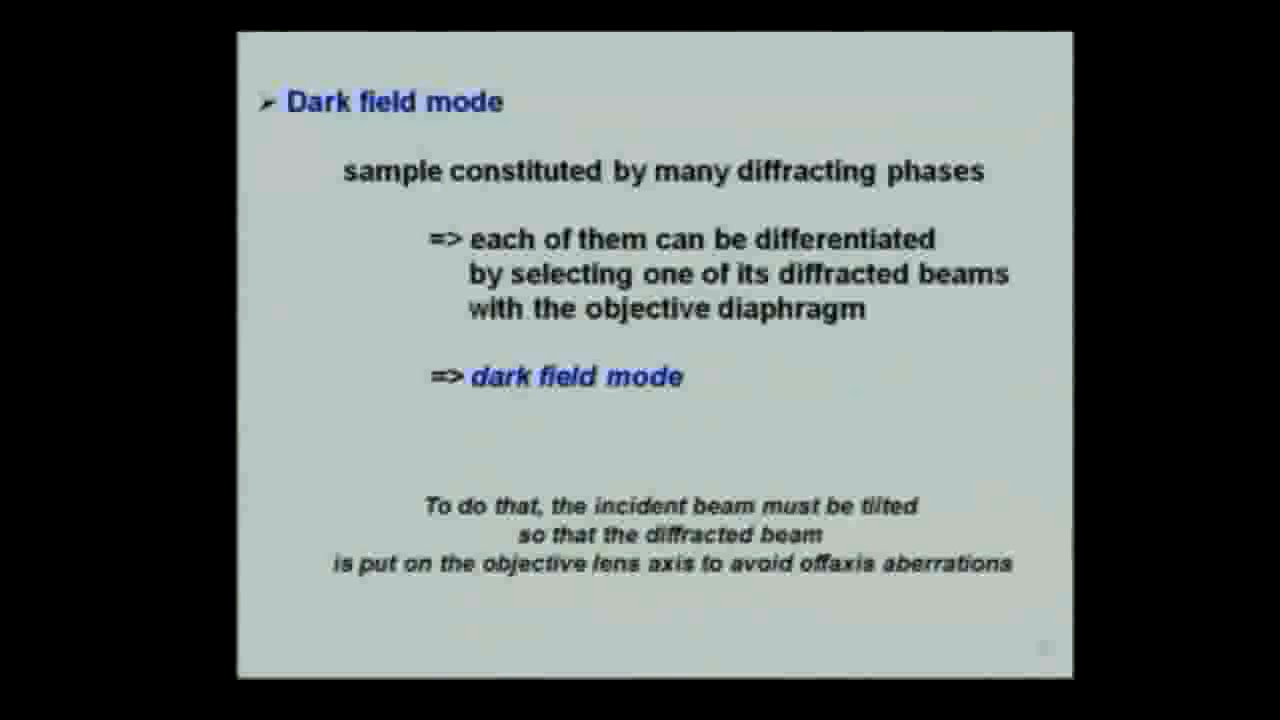 ➢ Dark field mode
sample constituted by many diffracting phases
=> each of them can be differentiated
by selecting one of its diffracted beams
with the objective diaphragm
=> dark field mode
To do that, the incident beam must be tilted
so that the diffracted beam
is put on the objective lens axis to avoid offaxis aberrations